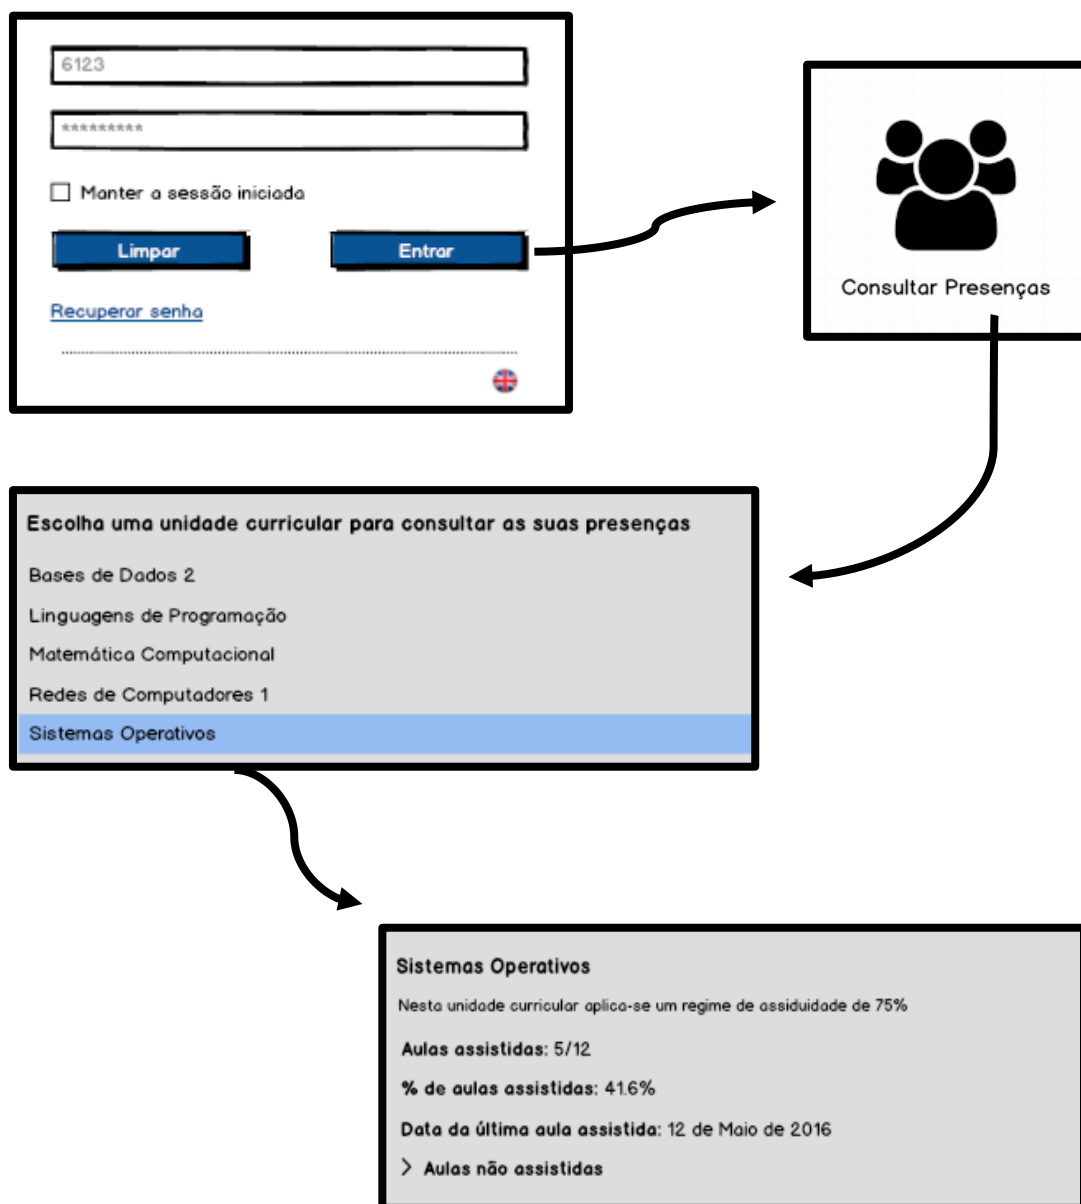 6123
*********
Manter a sessão iniciada
Limpar
Entrar
Recuperar senha
Consultar Presenças
Escolha uma unidade curricular para consultar as suas presenças
Bases de Dados 2
Linguagens de Programação
Matemática Computacional
Redes de Computadores 1
Sistemas Operativos
Sistemas Operativos
Nesta unidade curricular aplica-se um regime de assiduidade de 75%
Aulas assistidas: 5/12
% de aulas assistidas: 41.6%
Data da última aula assistida: 12 de Maio de 2016
> Aulas não assistidas